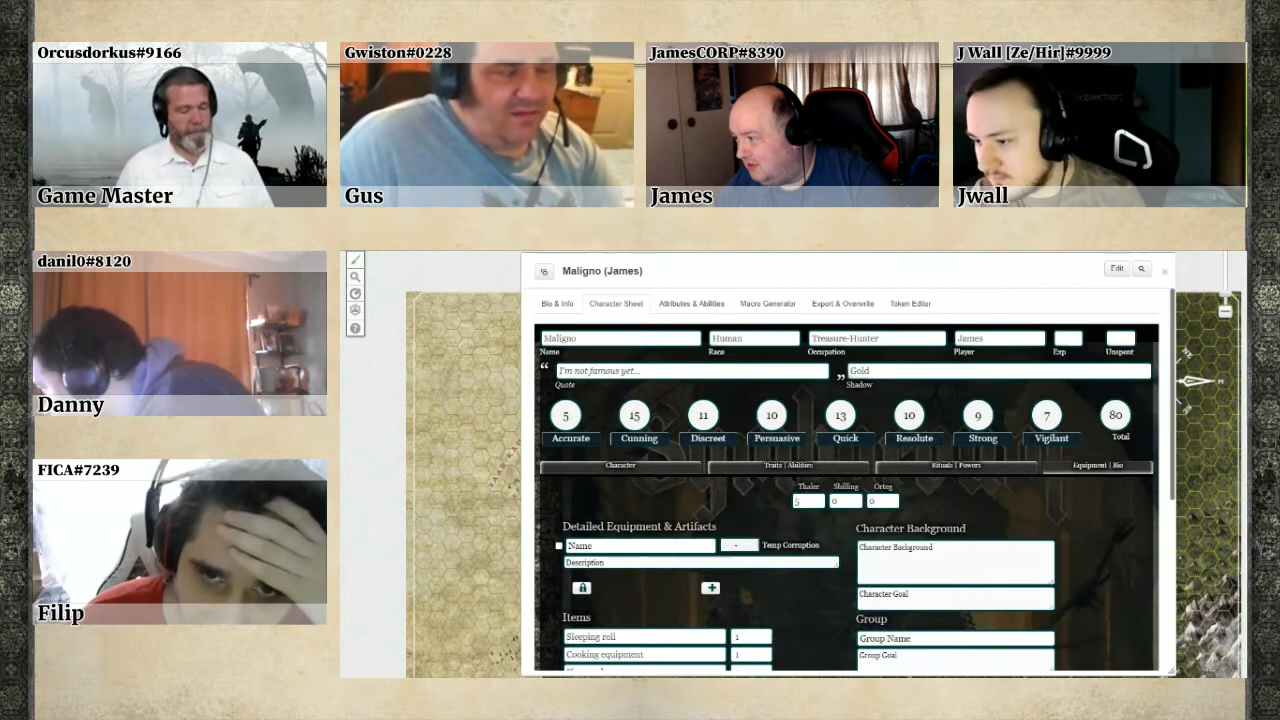 Orcusdorkus#9166
Game Master
Gwiston#0228
Gus
JamesCORP#8390
James
J Wall [Ze/Hir]#9999
noblechairs
Jwall
danil0#8120
Danny
FICA#7239
Filip
Maligno (James)
Edit
Bio & Info Character Sheet Attributes & Abilities Macro Generator Export & Overwrite Token Editor
Maligno Human Treasure-Hunter James
Name Race Occupation Player Exp Unspent
“ I'm not famous yet... ” Gold
Quote Shadow
5 15 11 10 13 10 9 7 80
Accurate Cunning Discreet Persuasive Quick Resolute Strong Vigilant Total
Character Traits | Abilities Rituals | Powers Equipment | Bio
Thaler Shilling Orteg
5 0 0
Detailed Equipment & Artifacts
Name - Temp Corruption
Description
+
Items
Sleeping roll 1
Cooking equipment 1
Character Background
Character Background
Character Goal
Group
Group Name
Group Goal